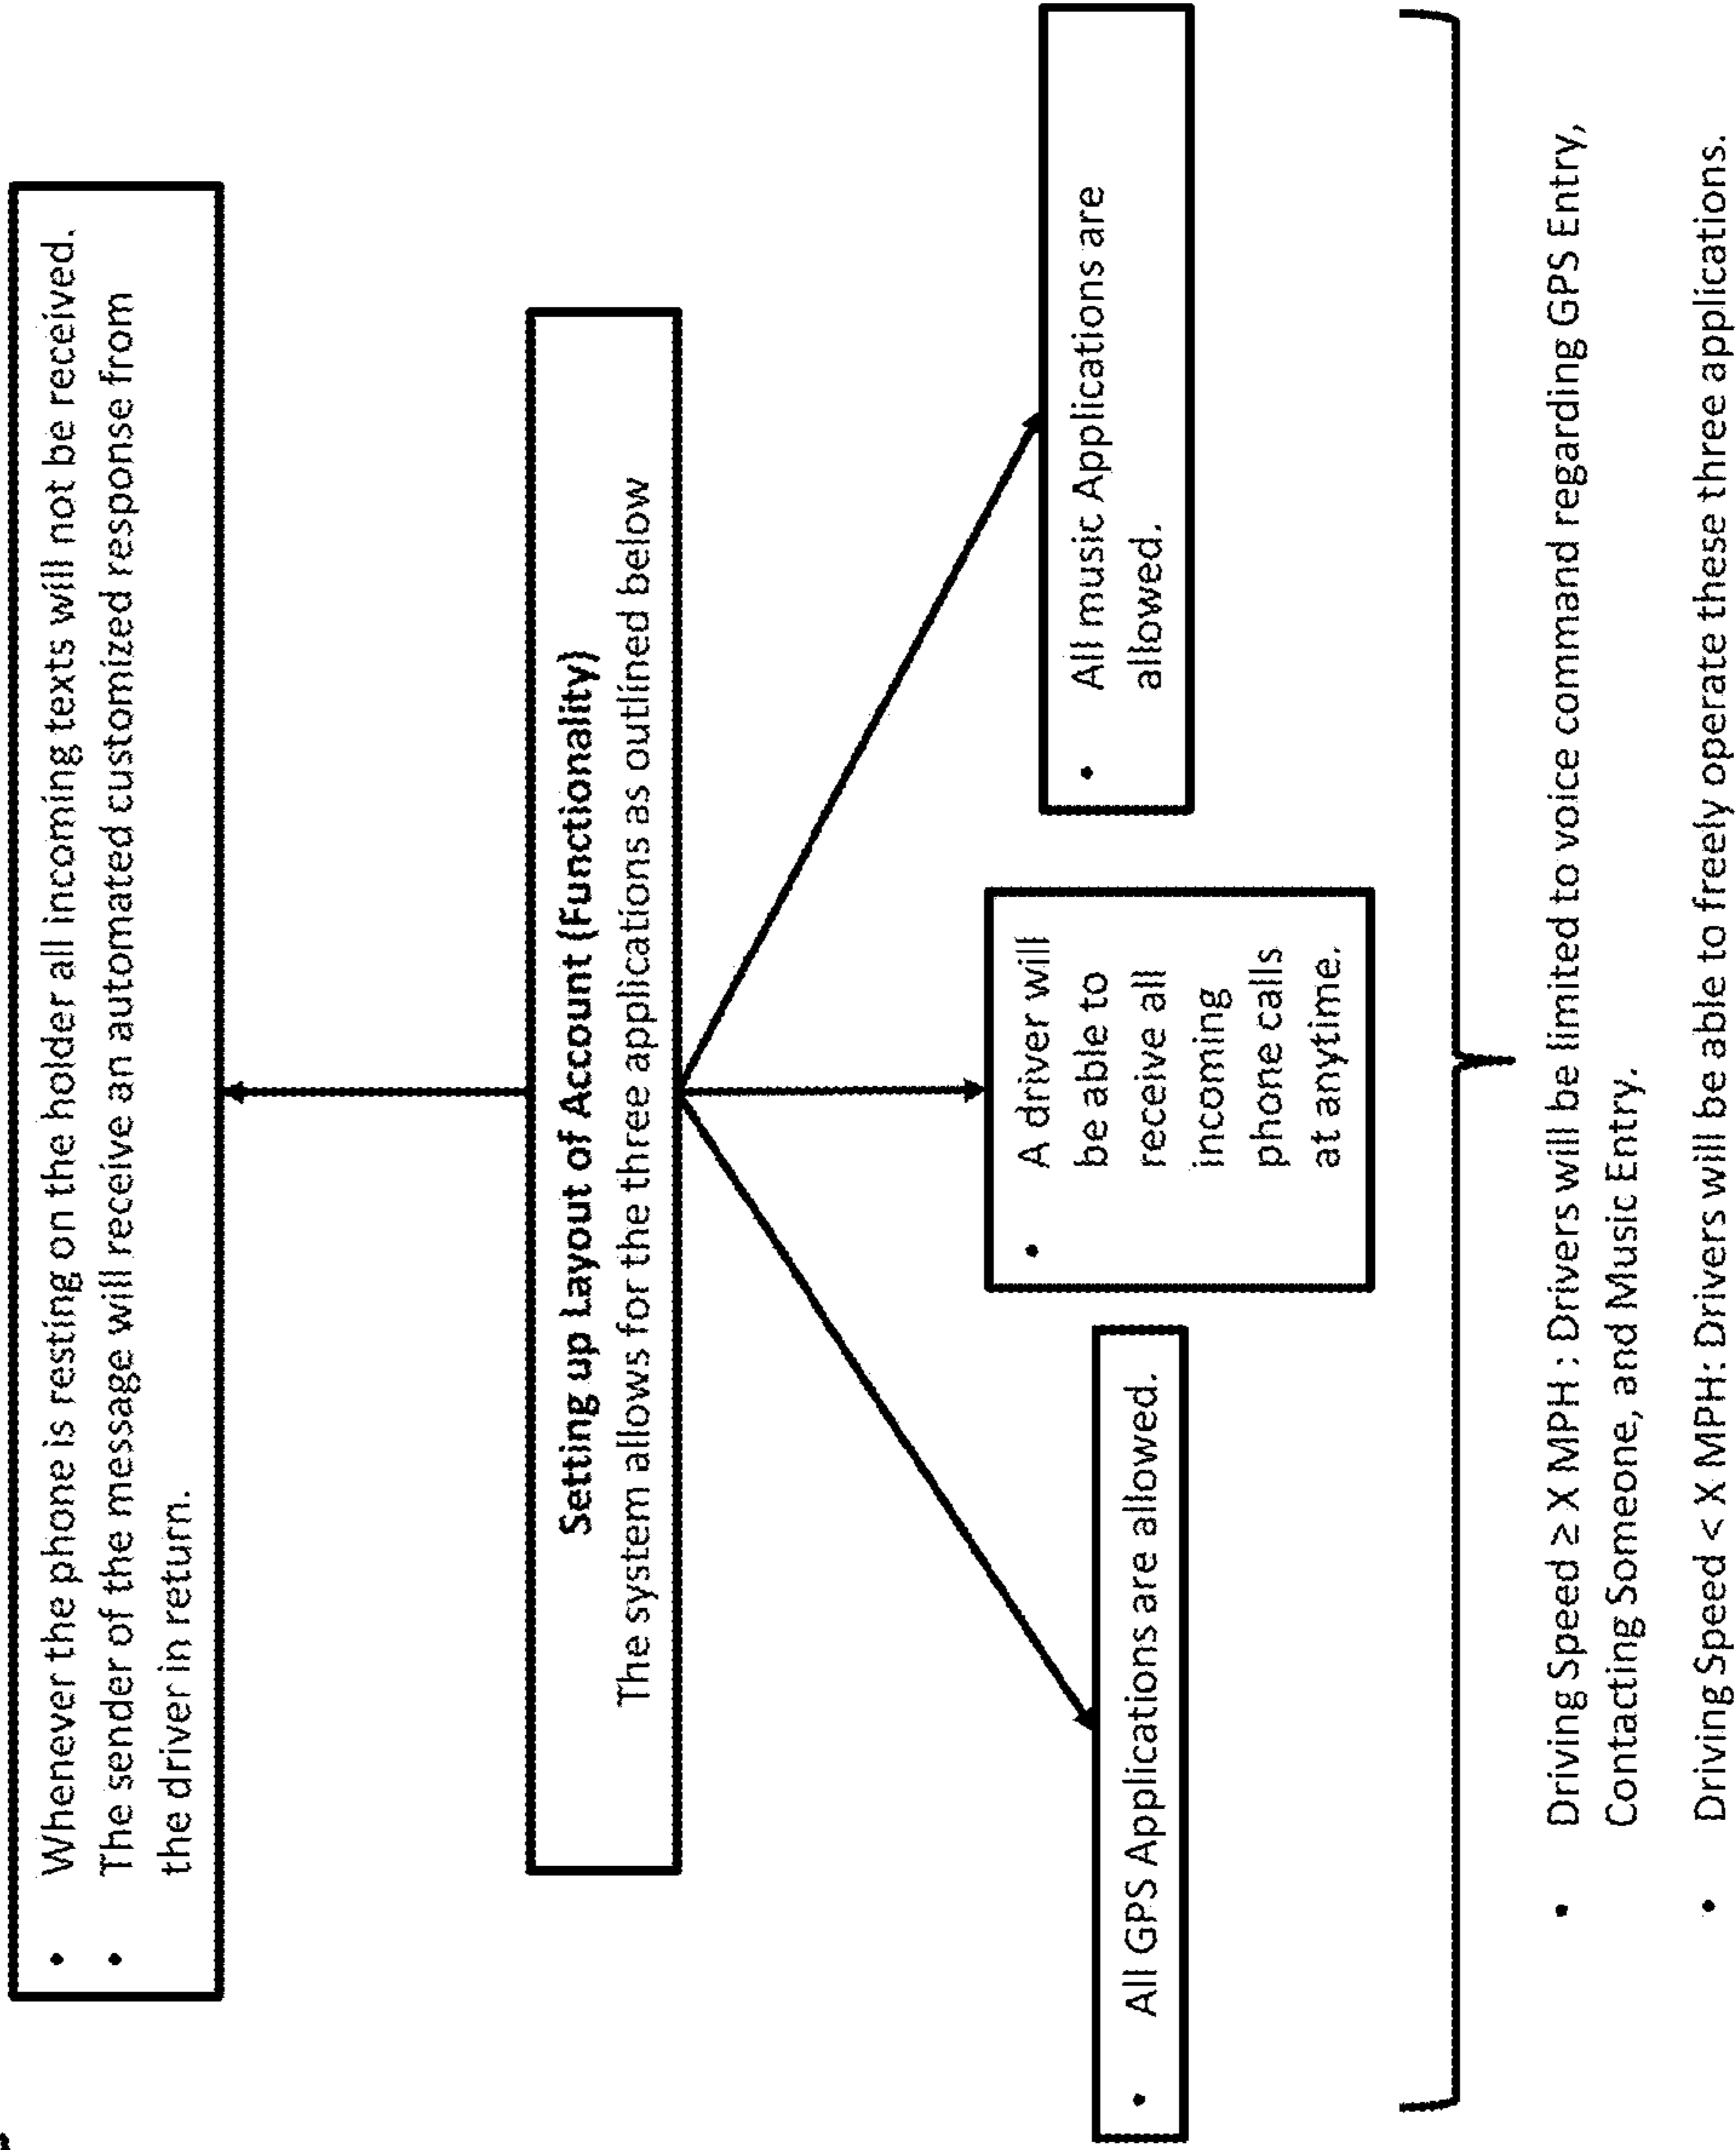 • Whenever the phone is resting on the holder all incoming texts will not be received.
• The sender of the message will receive an automated customized response from
the driver in return.
Setting up Layout of Account (Functionality)
The system allows for the three applications as outlined below
• All GPS Applications are allowed.
• A driver will
be able to
receive all
incoming
phone calls
at anytime.
• All music Applications are
allowed.
• Driving Speed ≥ X MPH : Drivers will be limited to voice command regarding GPS Entry,
Contacting Someone, and Music Entry.
• Driving Speed < X MPH: Drivers will be able to freely operate these three applications.